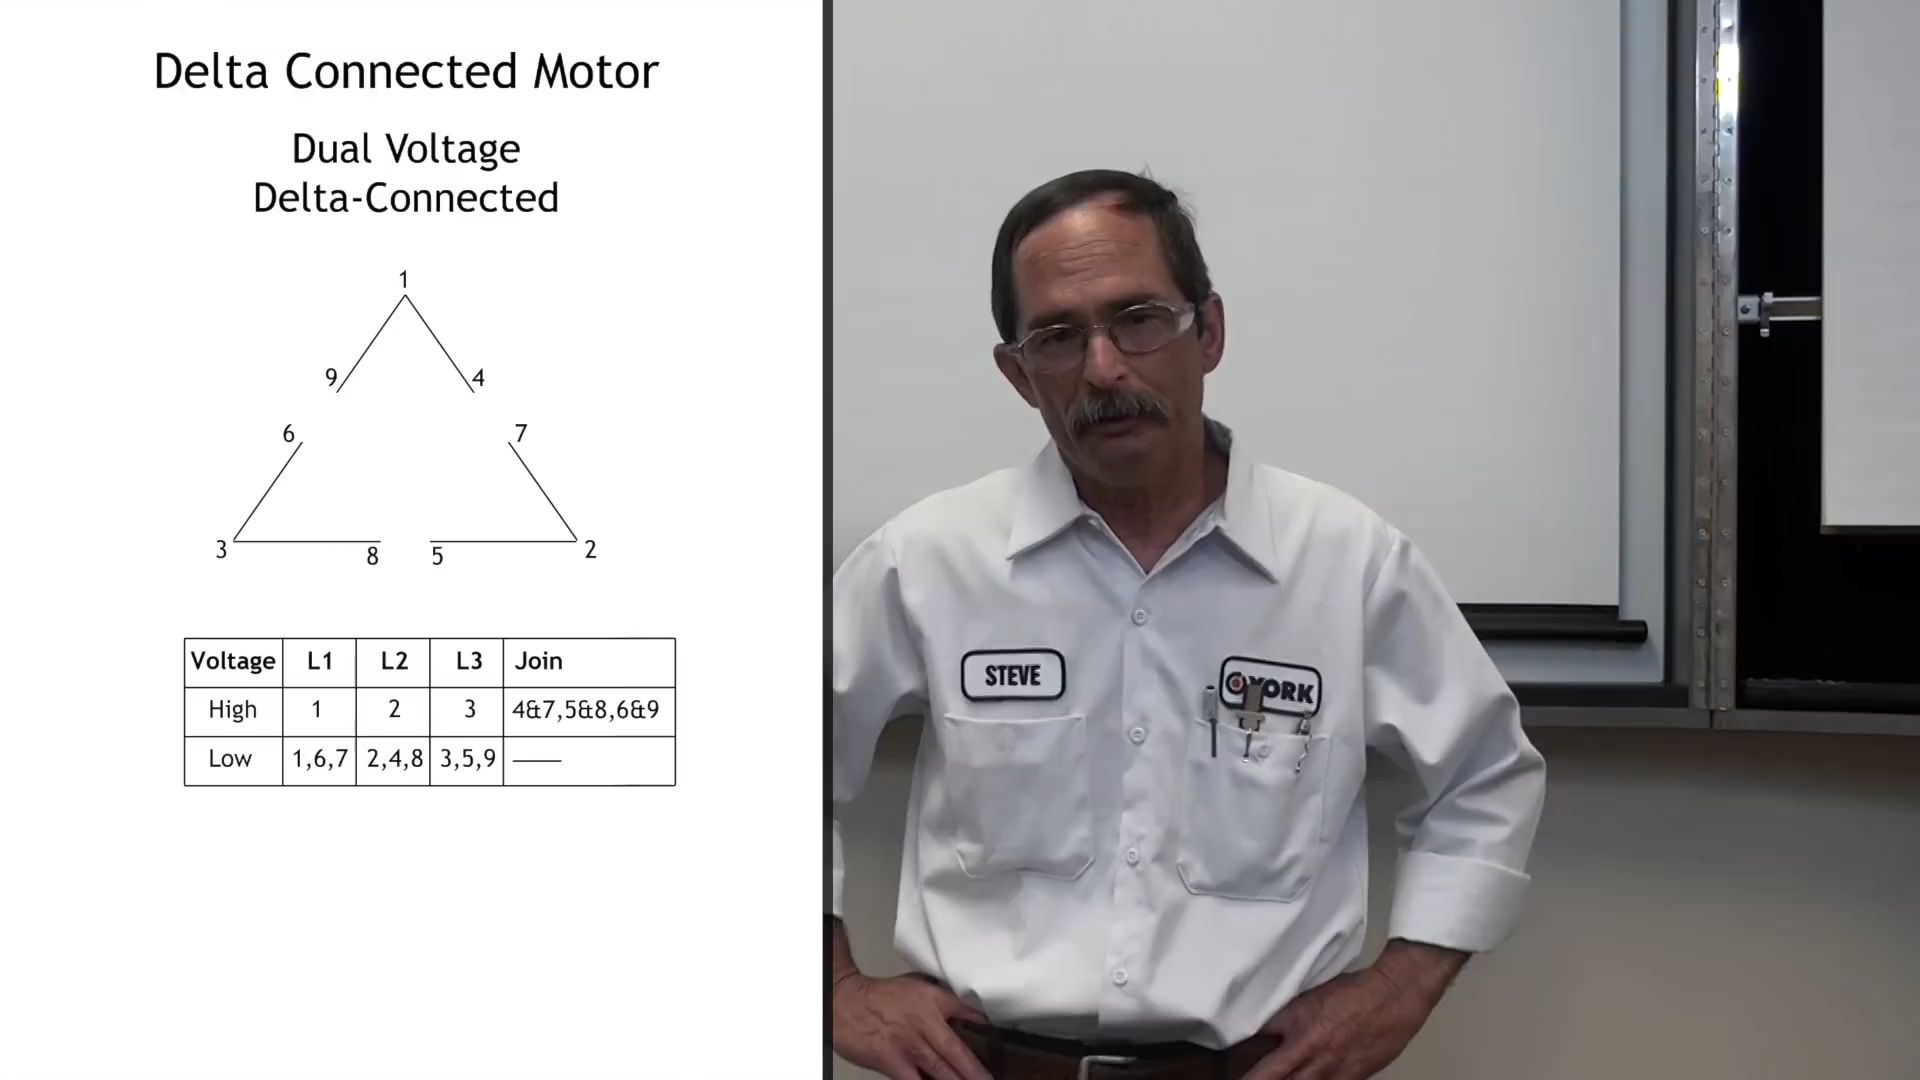 Delta Connected Motor
Dual Voltage
Delta-Connected
1
9 4
6 7
3 8 5 2
Voltage L1 L2 L3 Join
High 1 2 3 4&7,5&8,6&9
Low 1,6,7 2,4,8 3,5,9 ——
STEVE
YORK